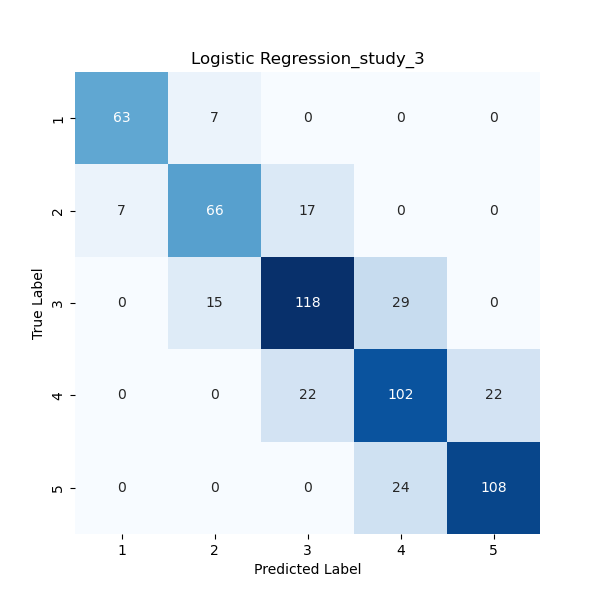 Logistic Regression_study_3
True Label
1 63 7 0 0 0
2 7 66 17 0 0
3 0 15 118 29 0
4 0 0 22 102 22
5 0 0 0 24 108
1 2 3 4 5
Predicted Label